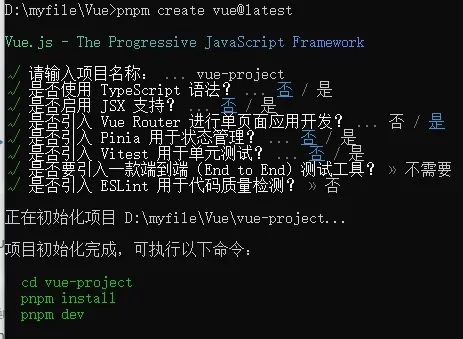 D:\myfile\Vue>pnpm create vue@latest
Vue.js - The Progressive JavaScript Framework
√ 请输入项目名称： ... vue-project
√ 是否使用 TypeScript 语法？ ... 否 / 是
√ 是否启用 JSX 支持？ ... 否 / 是
√ 是否引入 Vue Router 进行单页面应用开发？ ... 否 / 是
√ 是否引入 Pinia 用于状态管理？ ... 否 / 是
√ 是否引入 Vitest 用于单元测试？ ... 否 / 是
√ 是否要引入一款端到端（End to End）测试工具？ » 不需要
√ 是否引入 ESLint 用于代码质量检测？ » 否
正在初始化项目 D:\myfile\Vue\vue-project...
项目初始化完成，可执行以下命令：
cd vue-project
pnpm install
pnpm dev